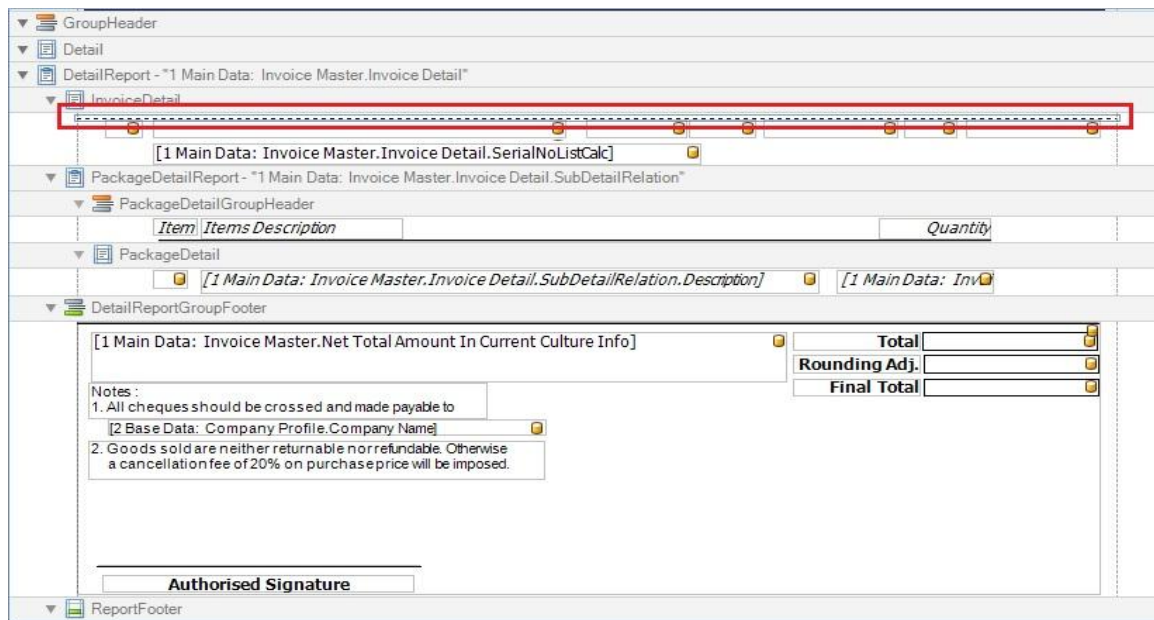 GroupHeader
Detail
DetailReport - "1 Main Data: Invoice Master.Invoice Detail"
InvoiceDetail
[1 Main Data: Invoice Master.Invoice Detail.SerialNoListCalc]
PackageDetailReport - "1 Main Data: Invoice Master.Invoice Detail.SubDetailRelation"
PackageDetailGroupHeader
Item Items Description Quantity
PackageDetail
[1 Main Data: Invoice Master.Invoice Detail.SubDetailRelation.Description] [1 Main Data: Inv
DetailReportGroupFooter
[1 Main Data: Invoice Master.Net Total Amount In Current Culture Info] Total
Rounding Adj.
Final Total
Notes :
1. All cheques should be crossed and made payable to
[2 Base Data: Company Profile.Company Name]
2. Goods sold are neither returnable nor refundable. Otherwise
a cancellation fee of 20% on purchase price will be imposed.
Authorised Signature
ReportFooter